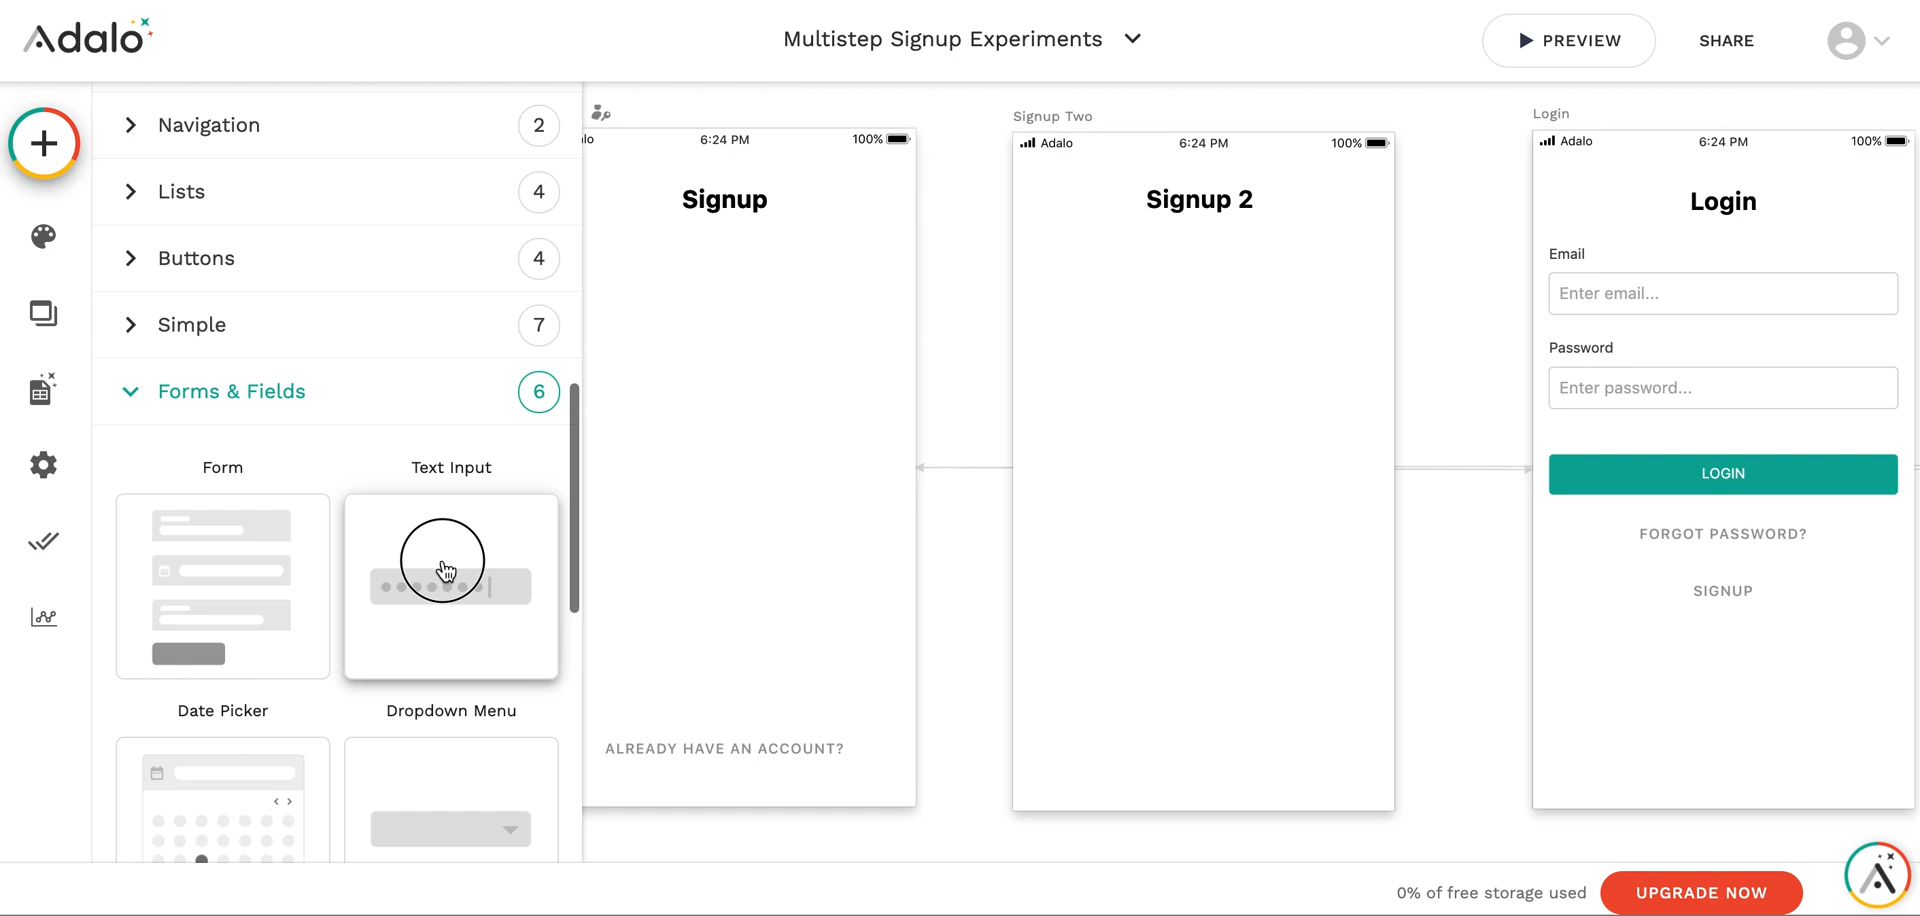 Adalo
Multistep Signup Experiments
PREVIEW
SHARE
Navigation
2
Lists
4
Buttons
4
Simple
7
Forms & Fields
6
Form
Text Input
Date Picker
Dropdown Menu
lo
6:24 PM
100%
Signup
ALREADY HAVE AN ACCOUNT?
Signup Two
Adalo
6:24 PM
100%
Signup 2
Login
Adalo
6:24 PM
100%
Login
Email
Enter email...
Password
Enter password...
LOGIN
FORGOT PASSWORD?
SIGNUP
0% of free storage used
UPGRADE NOW